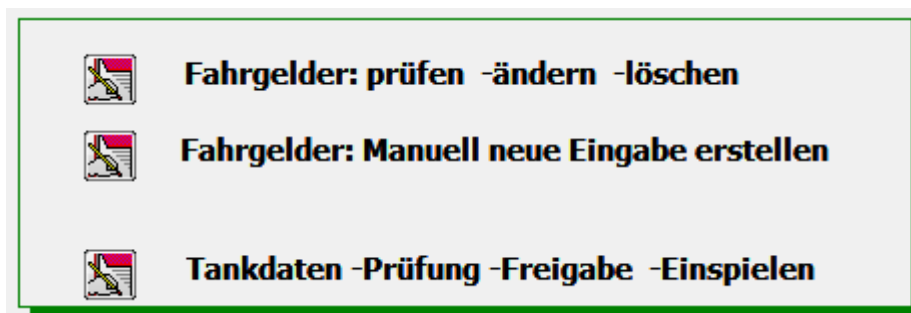 Fahrgelder: prüfen -ändern -löschen
Fahrgelder: Manuell neue Eingabe erstellen
Tankdaten -Prüfung -Freigabe -Einspielen